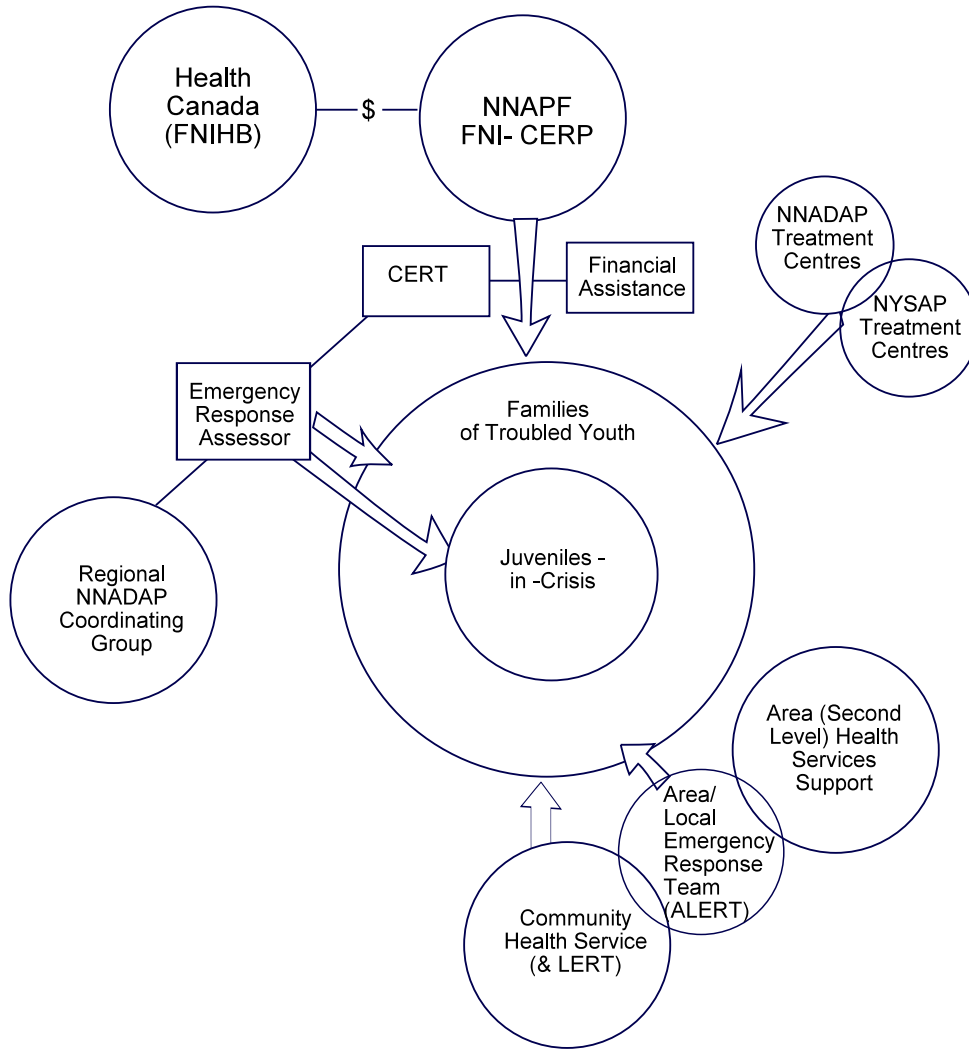 Health
Canada
(FNIHB)
$
NNAPF
FNI- CERP
NNADAP
Treatment
Centres
NYSAP
Treatment
Centres
CERT
Financial
Assistance
Emergency
Response
Assessor
Families
of Troubled Youth
Juveniles -
in -Crisis
Regional
NNADAP
Coordinating
Group
Area (Second
Level) Health
Services
Support
Area/
Local
Emergency
Response
Team
(ALERT)
Community
Health Service
(& LERT)